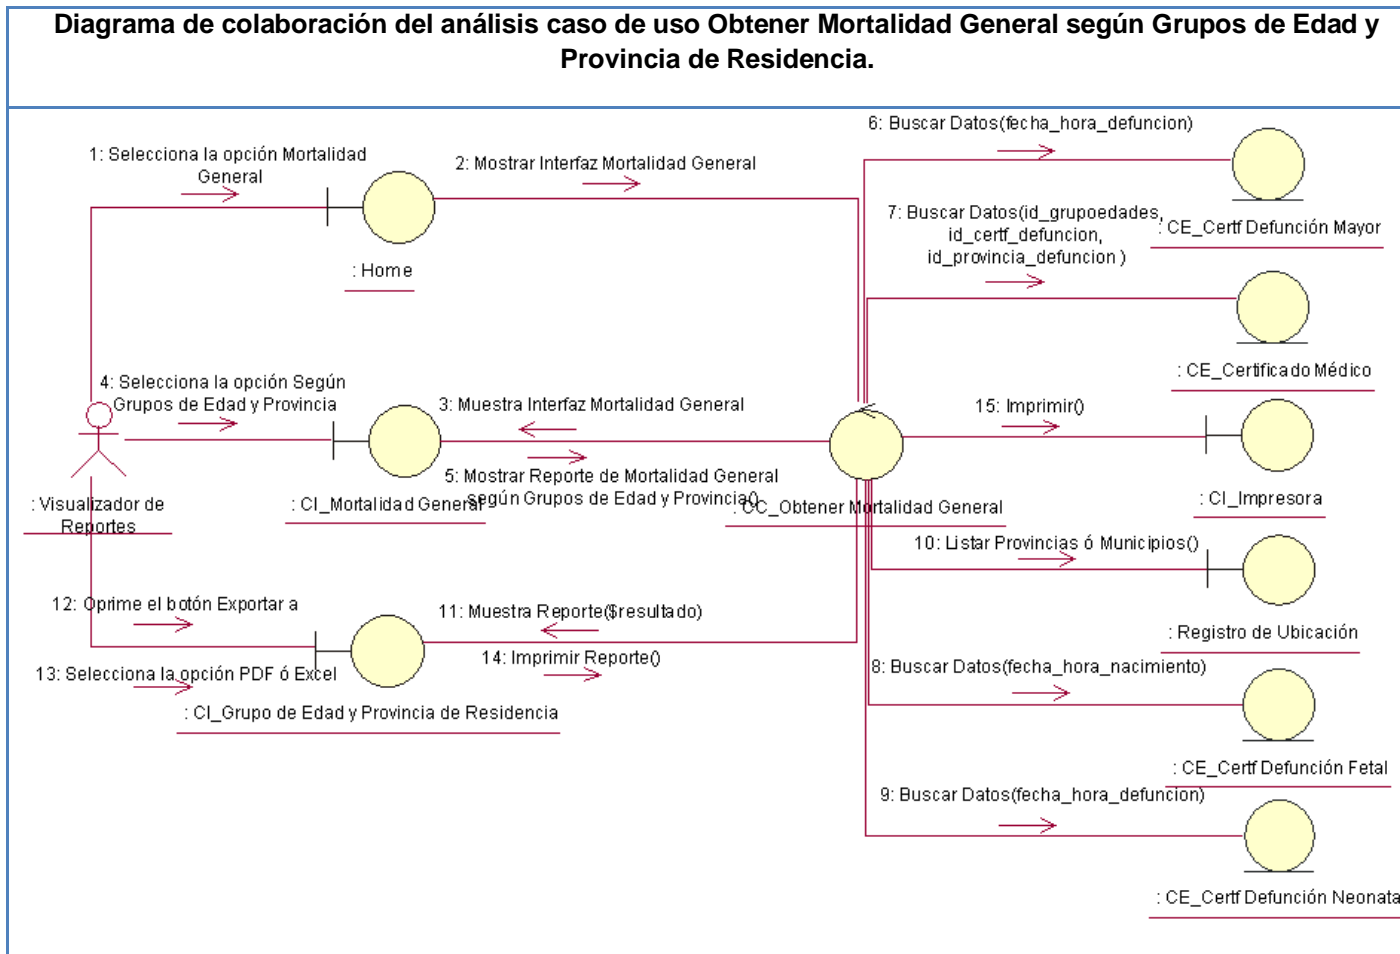 Diagrama de colaboración del análisis caso de uso Obtener Mortalidad General según Grupos de Edad y
Provincia de Residencia.
6: Buscar Datos(fecha_hora_defuncion)
1: Selecciona la opción Mortalidad
General
2: Mostrar Interfaz Mortalidad General
7: Buscar Datos(id_grupoedades,
id_certf_defuncion,
id_provincia_defuncion )
: CE_Certf Defunción Mayor
: Home
: CE_Certificado Médico
4: Selecciona la opción Según
Grupos de Edad y Provincia
3: Muestra Interfaz Mortalidad General
15: Imprimir()
5: Mostrar Reporte de Mortalidad General
según Grupos de Edad y Provincia()
: Visualizador de
Reportes
: CI_Mortalidad General
: CC_Obtener Mortalidad General
: CI_Impresora
10: Listar Provincias ó Municipios()
12: Oprime el botón Exportar a
11: Muestra Reporte($resultado)
: Registro de Ubicación
14: Imprimir Reporte()
13: Selecciona la opción PDF ó Excel
8: Buscar Datos(fecha_hora_nacimiento)
: CI_Grupo de Edad y Provincia de Residencia
: CE_Certf Defunción Fetal
9: Buscar Datos(fecha_hora_defuncion)
: CE_Certf Defunción Neonata